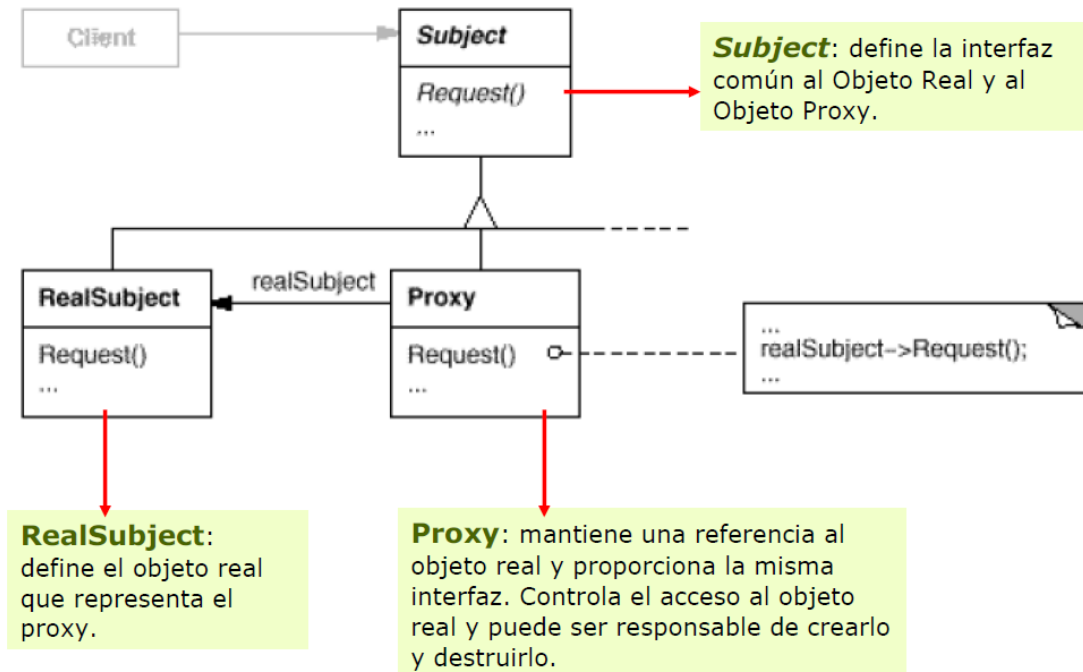 Client
Subject
Request()
...
Subject: define la interfaz
común al Objeto Real y al
Objeto Proxy.
realSubject
RealSubject
Request()
...
Proxy
Request()
...
...
realSubject->Request();
...
RealSubject:
define el objeto real
que representa el
proxy.
Proxy: mantiene una referencia al
objeto real y proporciona la misma
interfaz. Controla el acceso al objeto
real y puede ser responsable de crearlo
y destruirlo.